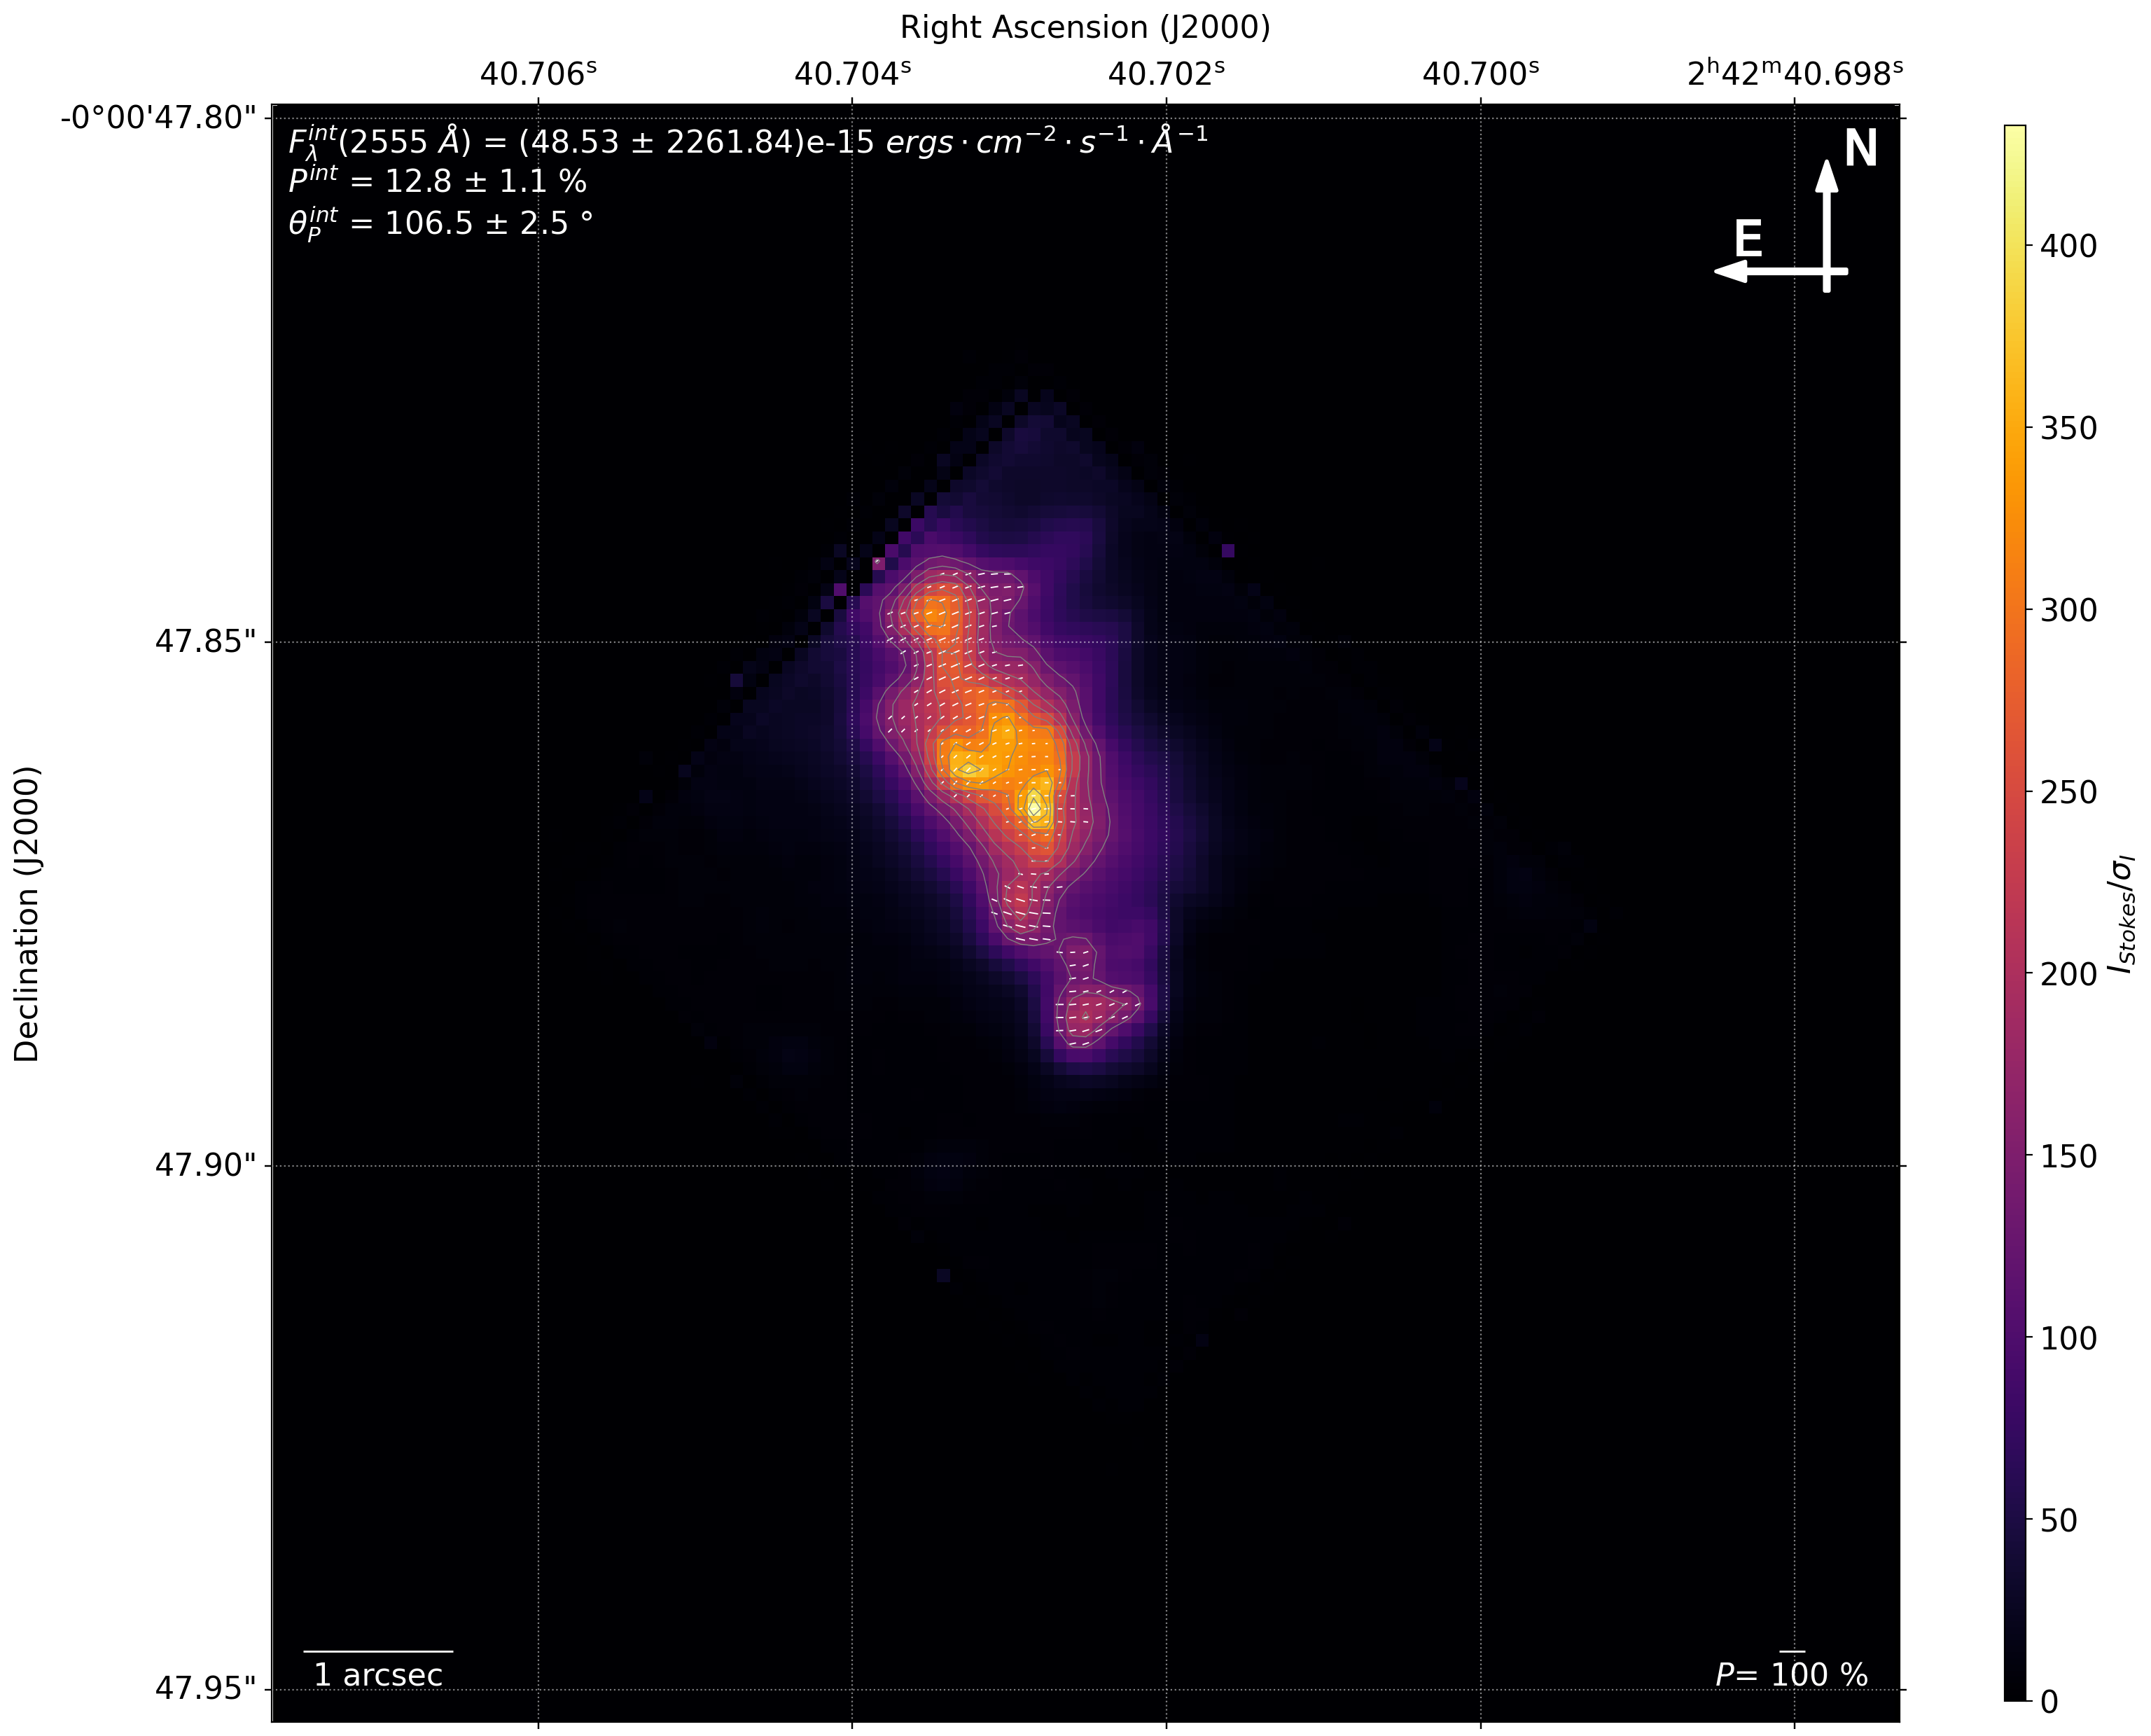 Right Ascension (J2000)
40.706ˢ 40.704ˢ 40.702ˢ 40.700ˢ 2ʰ42ᵐ40.698ˢ
-0°00'47.80"
F_λ^int(2555 Å) = (48.53 ± 2261.84)e-15 ergs · cm⁻² · s⁻¹ · Å⁻¹
P^int = 12.8 ± 1.1 %
θ_P^int = 106.5 ± 2.5 °
N
E
47.85"
47.90"
47.95"
Declination (J2000)
1 arcsec
P= 100 %
400
350
300
250
200
150
100
50
0
I_Stokes/σ_I